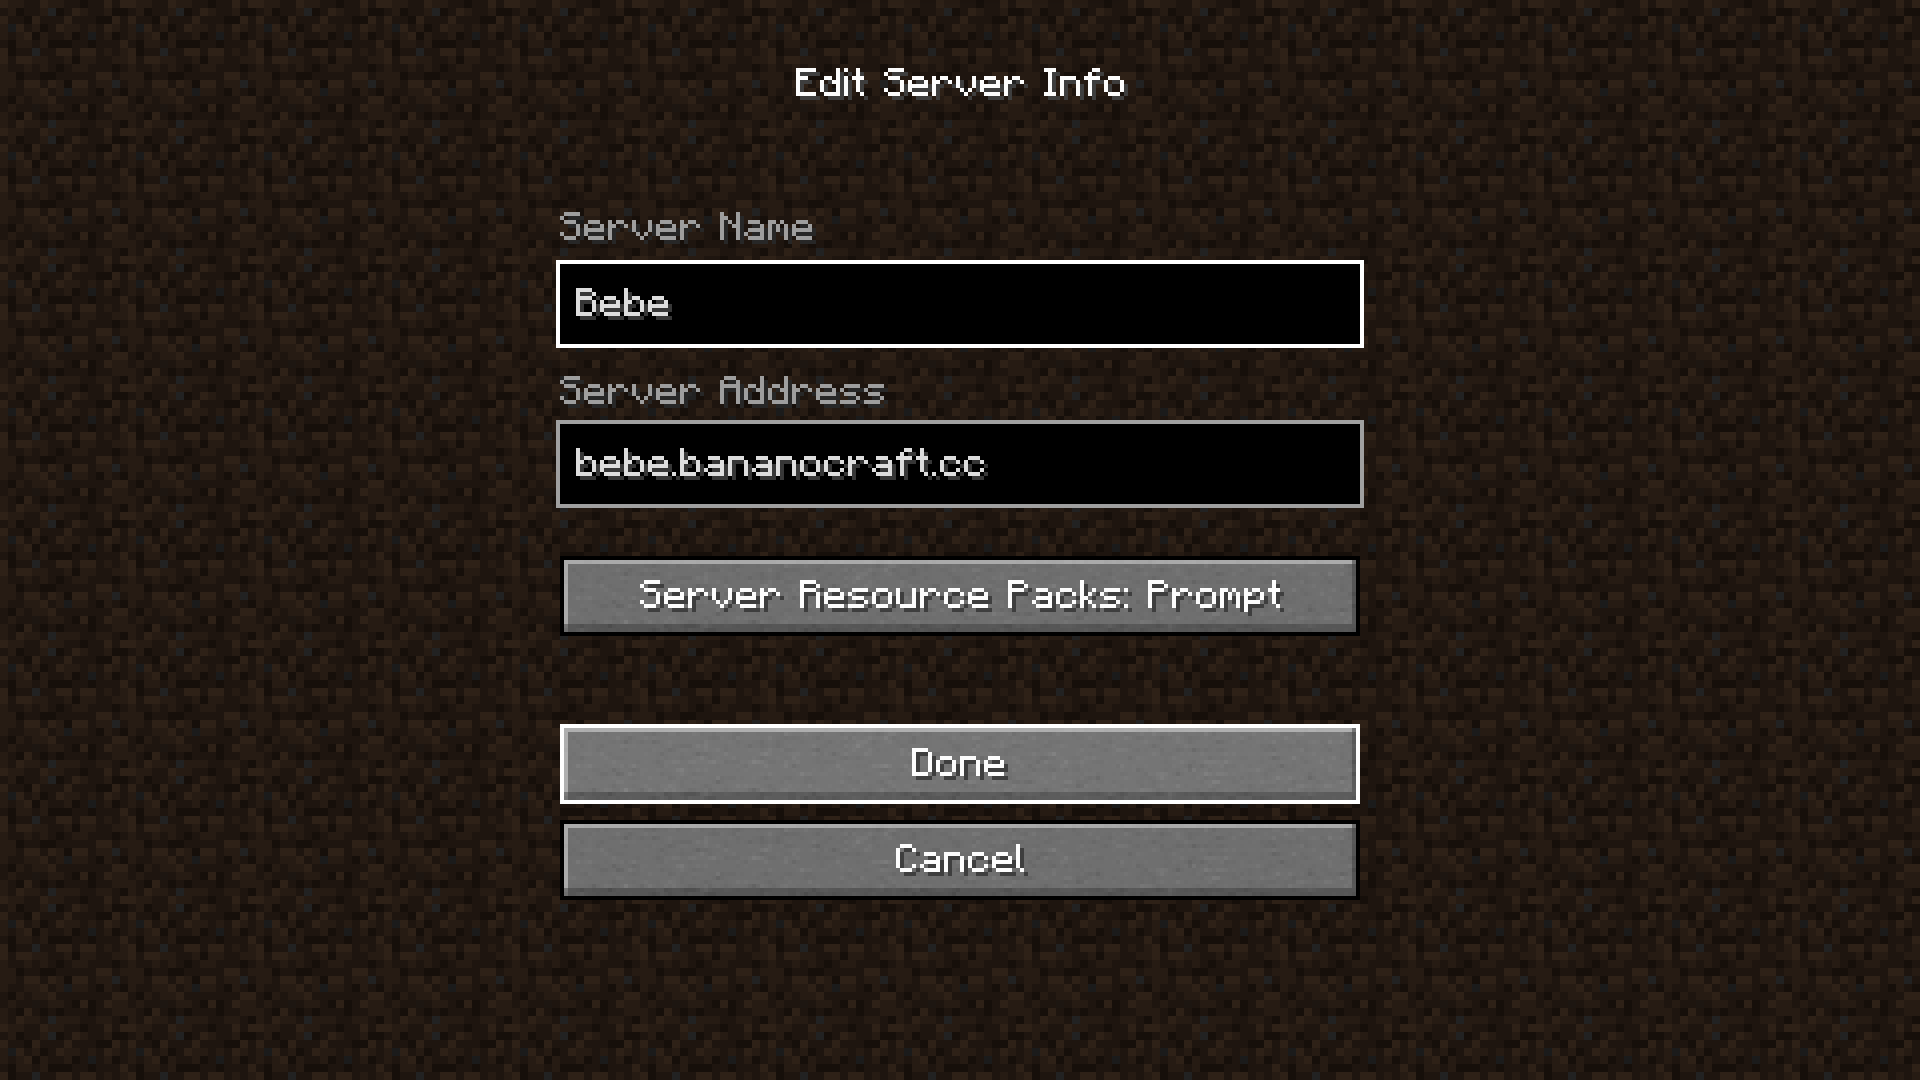 Edit Server Info
Server Name
Bebe
Server Address
bebe.bananocraft.cc
Server Resource Packs: Prompt
Done
Cancel